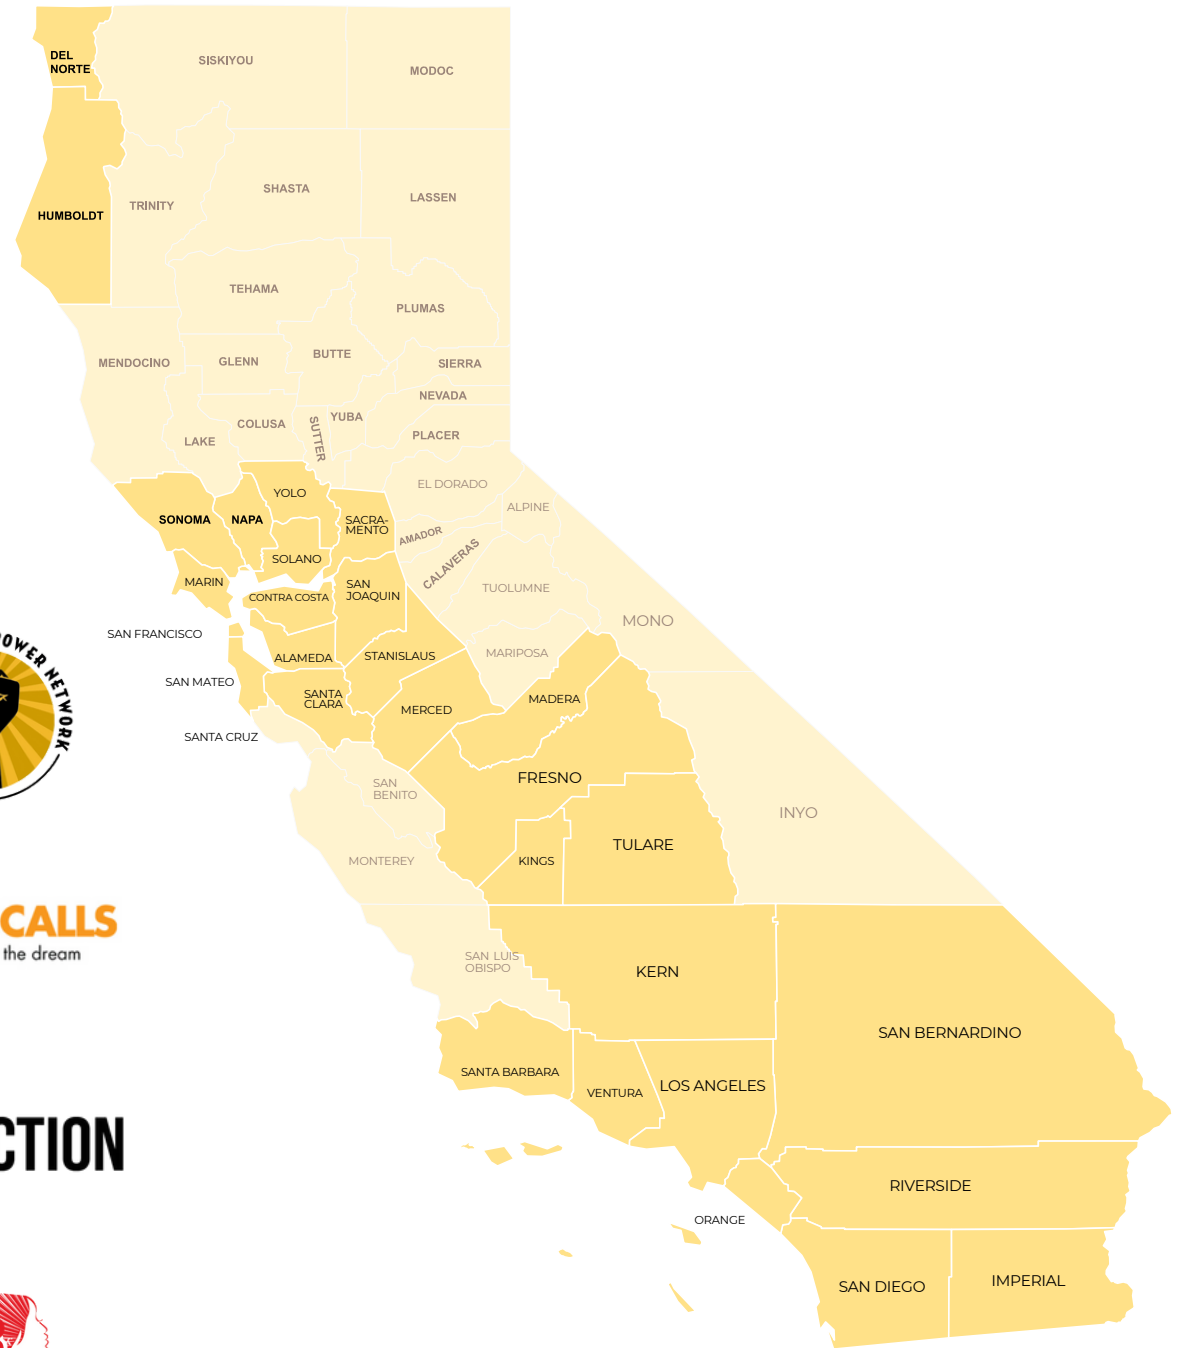 DEL
NORTE
SISKIYOU
MODOC
HUMBOLDT
TRINITY
SHASTA
LASSEN
TEHAMA
PLUMAS
MENDOCINO
GLENN
BUTTE
SIERRA
NEVADA
COLUSA
SUTTER
YUBA
PLACER
LAKE
EL DORADO
YOLO
ALPINE
SONOMA
NAPA
SACRA-
MENTO
AMADOR
CALAVERAS
SOLANO
MARIN
SAN
JOAQUIN
TUOLUMNE
CONTRA COSTA
MONO
SAN FRANCISCO
ALAMEDA
STANISLAUS
MARIPOSA
SAN MATEO
SANTA
CLARA
MERCED
MADERA
SANTA CRUZ
FRESNO
SAN
BENITO
INYO
TULARE
MONTEREY
KINGS
SAN LUIS
OBISPO
KERN
SAN BERNARDINO
SANTA BARBARA
VENTURA
LOS ANGELES
RIVERSIDE
ORANGE
SAN DIEGO
IMPERIAL
POWER NETWORK
CALLS
the dream
CTION